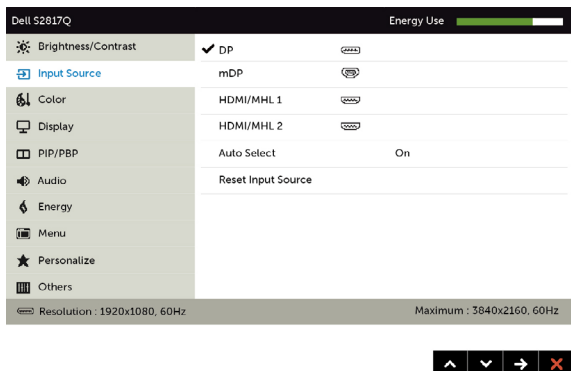 Dell S2817Q Energy Use
Brightness/Contrast
Input Source
Color
Display
PIP/PBP
Audio
Energy
Menu
Personalize
Others
DP
mDP
HDMI/MHL 1
HDMI/MHL 2
Auto Select On
Reset Input Source
Resolution : 1920x1080, 60Hz Maximum : 3840x2160, 60Hz